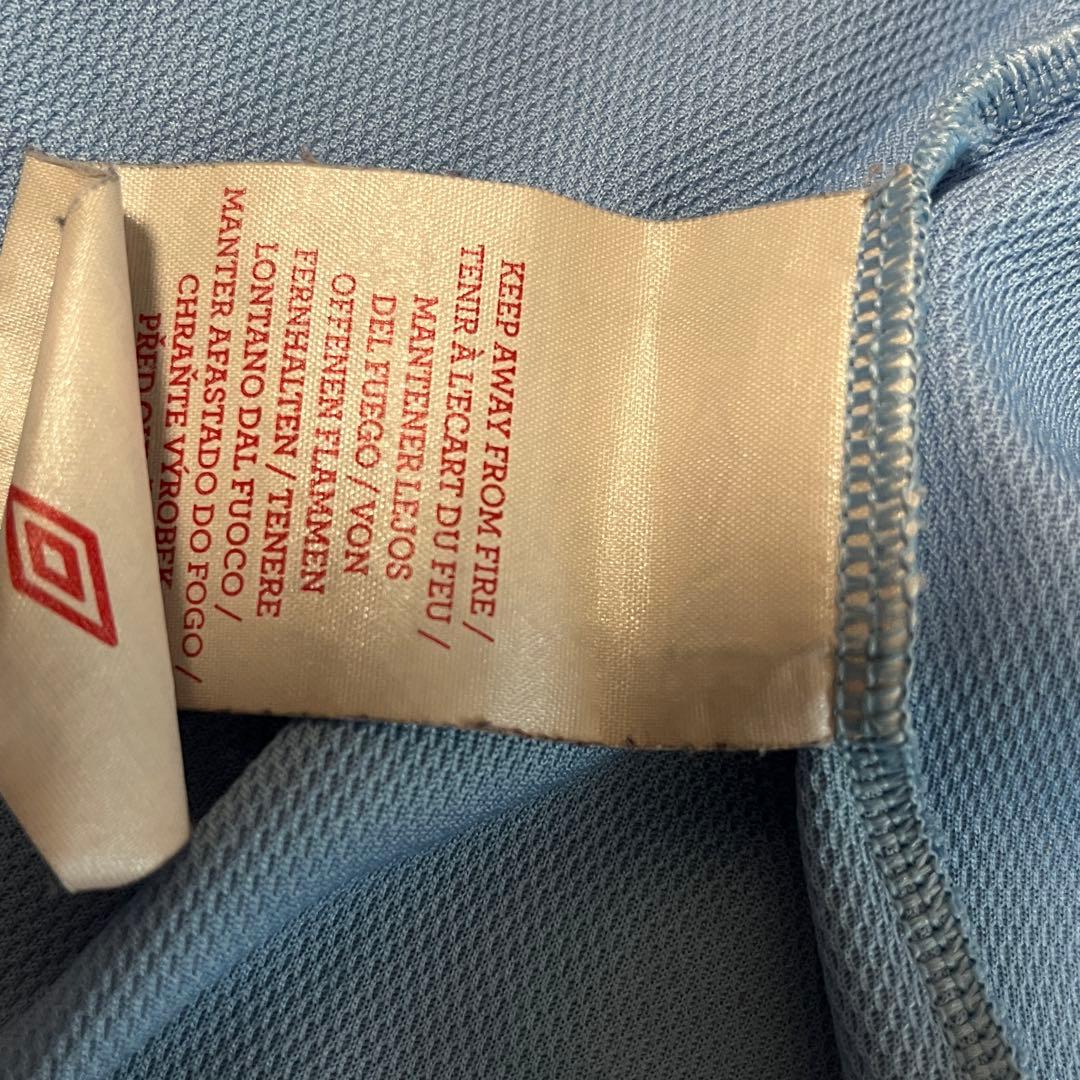 KEEP AWAY FROM FIRE /
TENIR À L'ECART DU FEU /
MANTENER LEJOS
DEL FUEGO / VON
OFFENEN FLAMMEN
FERNHALTEN / TENERE
LONTANO DAL FUOCO /
MANTER AFASTADO DO FOGO /
CHRAŇTE VÝROBEK
PŘED